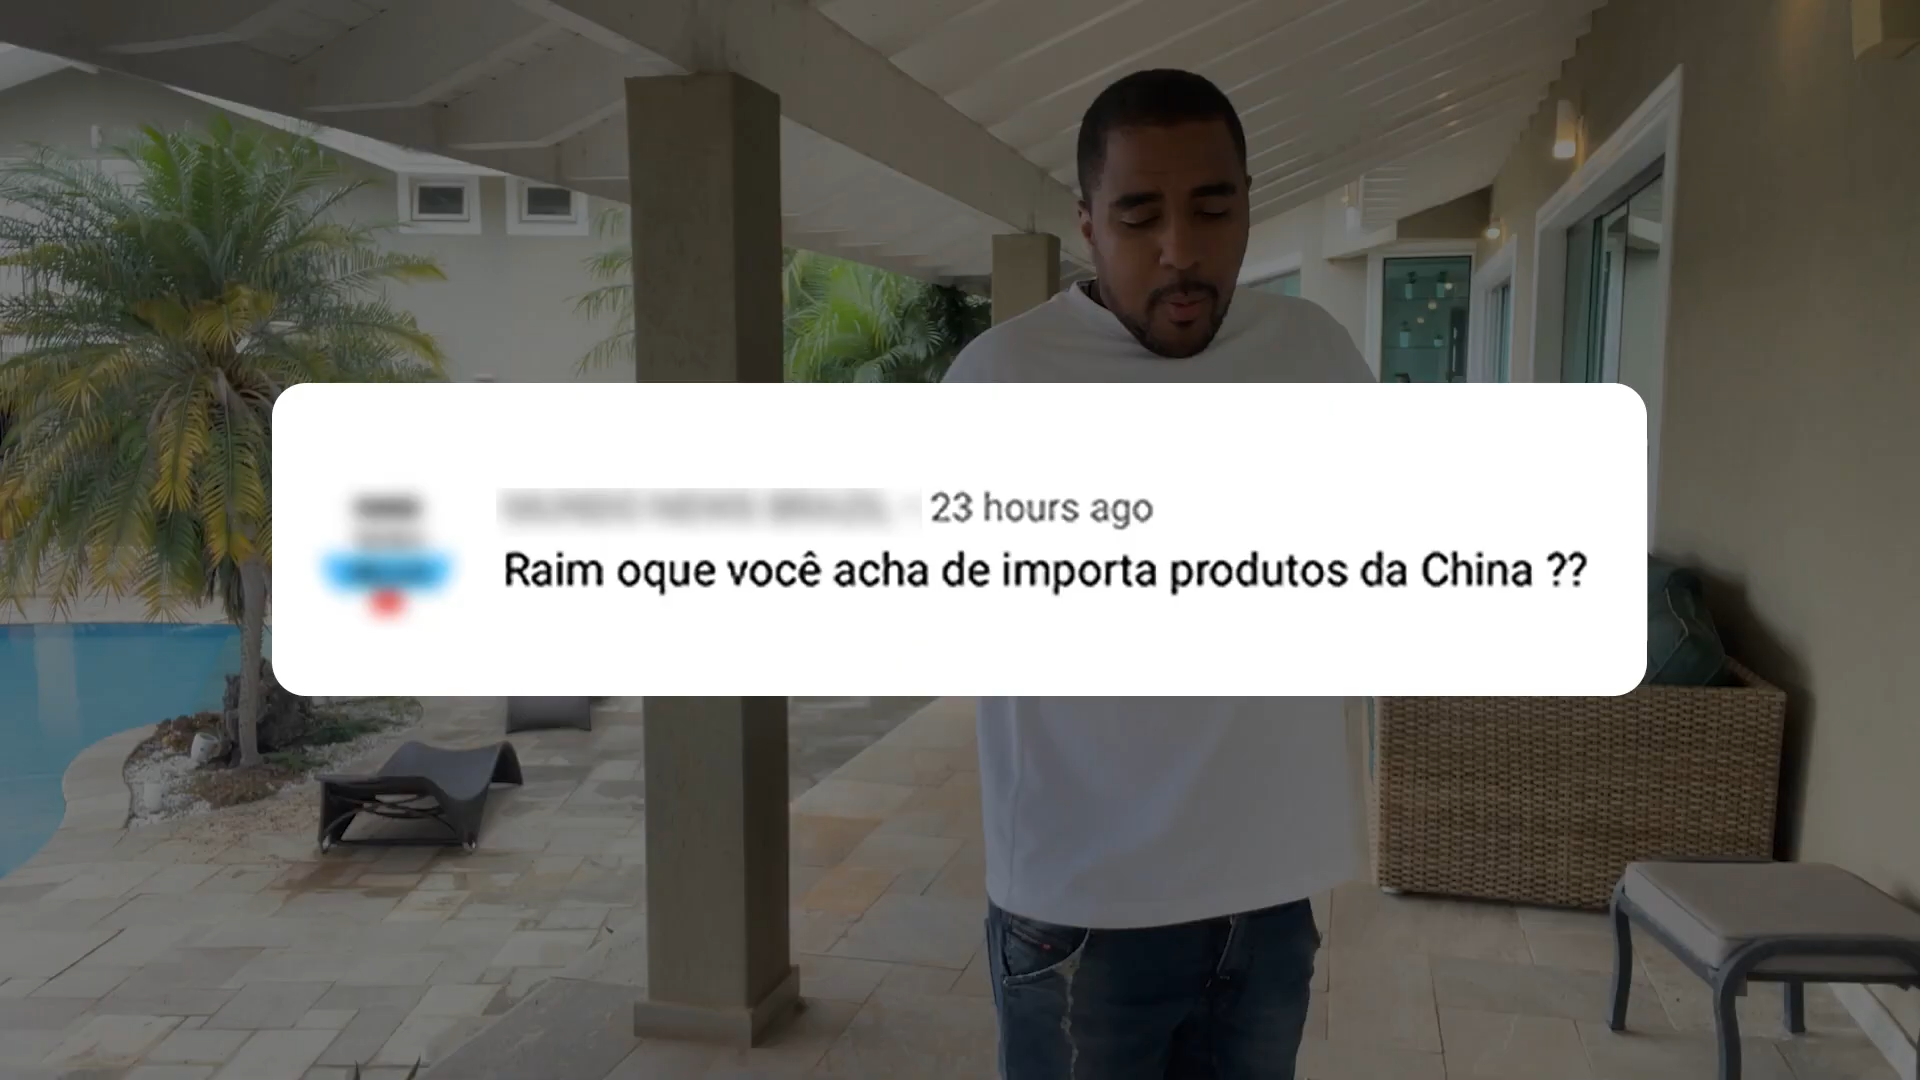 23 hours ago
Raim oque você acha de importa produtos da China ??